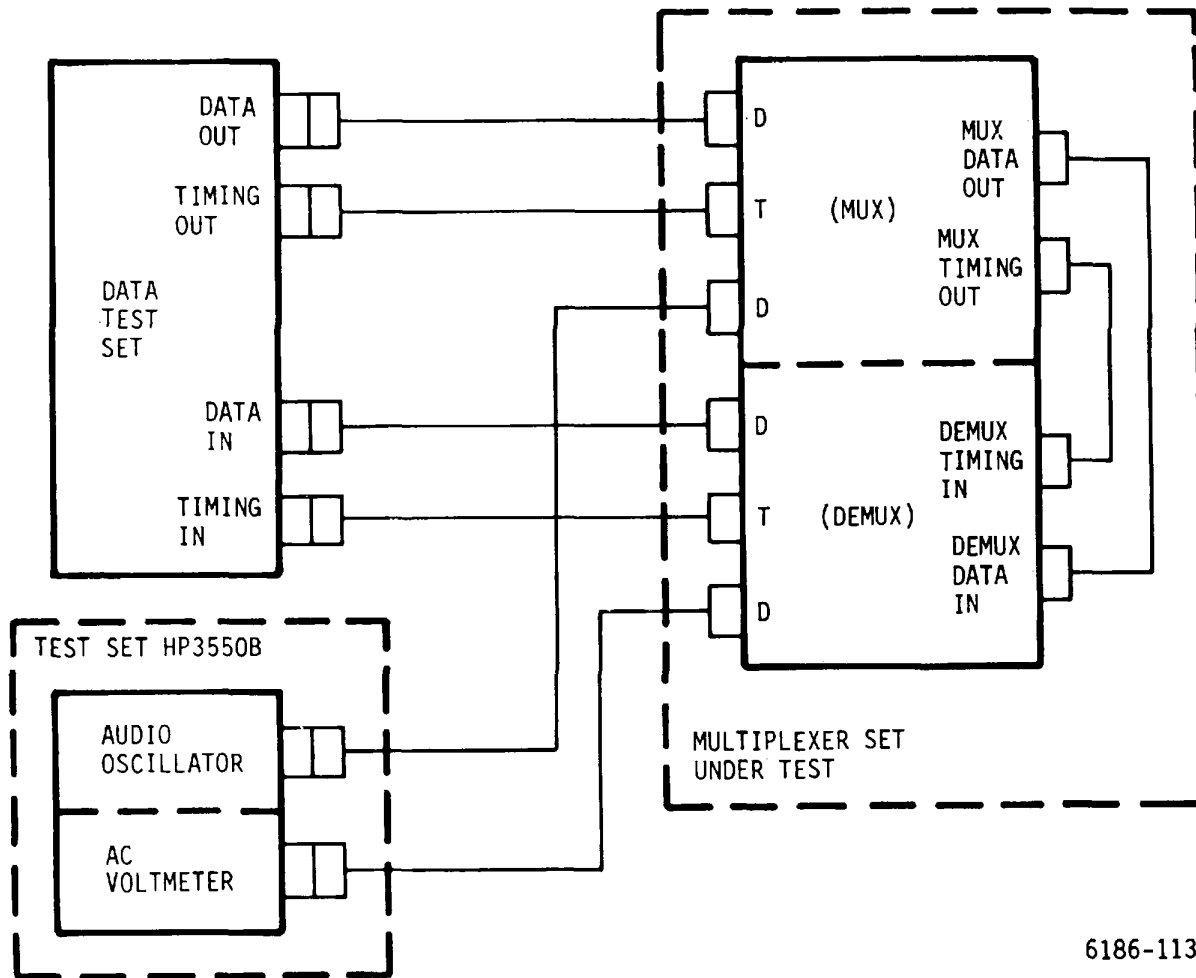 DATA
OUT
TIMING
OUT
DATA
TEST
SET
DATA
IN
TIMING
IN
TEST SET HP3550B
AUDIO
OSCILLATOR
AC
VOLTMETER
D
T
(MUX)
D
MUX
DATA
OUT
MUX
TIMING
OUT
D
T
(DEMUX)
D
DEMUX
TIMING
IN
DEMUX
DATA
IN
MULTIPLEXER SET
UNDER TEST
6186-113